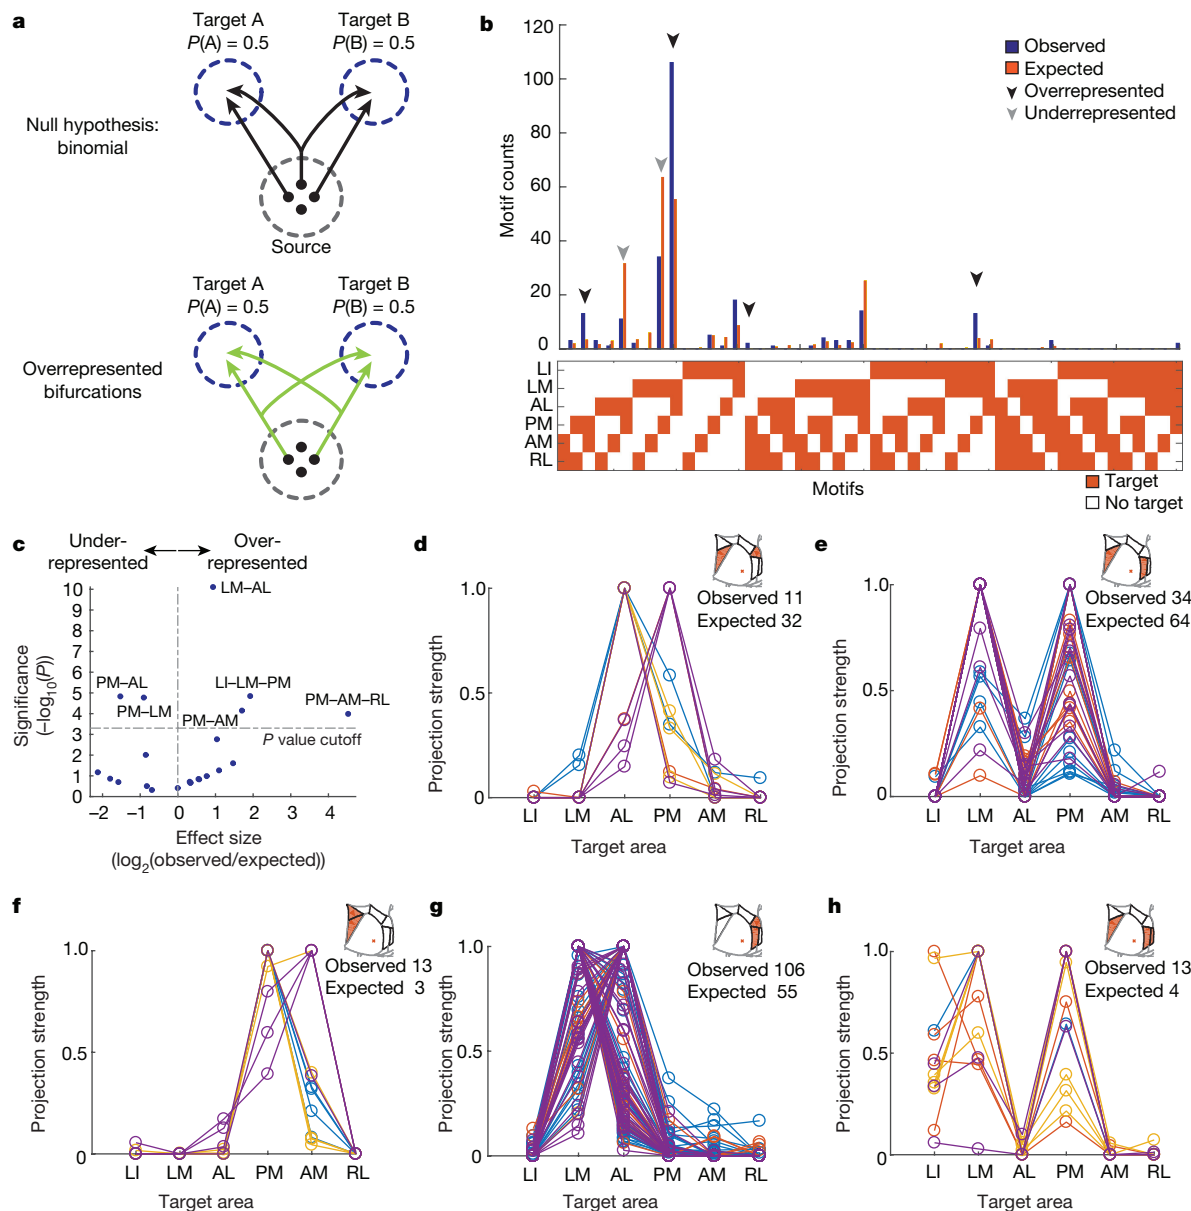 a
Target A
P(A) = 0.5
Target B
P(B) = 0.5
Null hypothesis:
binomial
Source
Target A
P(A) = 0.5
Target B
P(B) = 0.5
Overrepresented
bifurcations
b
120
100
80
60
40
20
0
Motif counts
Observed
Expected
Overrepresented
Underrepresented
LI
LM
AL
PM
AM
RL
Motifs
Target
No target
c
Under-
represented
Over-
represented
10
9
8
7
6
5
4
3
2
1
0
Significance
(−log10(P))
LM–AL
PM–AL
PM–LM
LI–LM–PM
PM–AM
PM–AM–RL
P value cutoff
−2 −1 0 1 2 3 4
Effect size
(log2(observed/expected))
d
Observed 11
Expected 32
1.0
0.5
0
Projection strength
LI LM AL PM AM RL
Target area
e
Observed 34
Expected 64
1.0
0.5
0
Projection strength
LI LM AL PM AM RL
Target area
f
Observed 13
Expected 3
1.0
0.5
0
Projection strength
LI LM AL PM AM RL
Target area
g
Observed 106
Expected 55
1.0
0.5
0
Projection strength
LI LM AL PM AM RL
Target area
h
Observed 13
Expected 4
1.0
0.5
0
Projection strength
LI LM AL PM AM RL
Target area